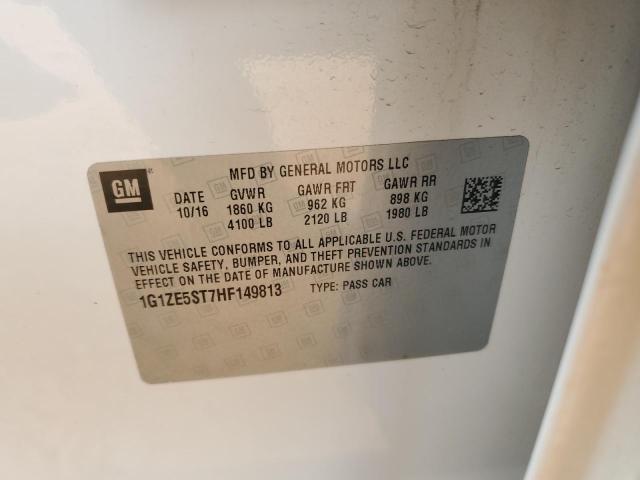 GM
MFD BY GENERAL MOTORS LLC
DATE GVWR GAWR FRT GAWR RR
10/16 1860 KG 962 KG 898 KG
4100 LB 2120 LB 1980 LB
THIS VEHICLE CONFORMS TO ALL APPLICABLE U.S. FEDERAL MOTOR
VEHICLE SAFETY, BUMPER, AND THEFT PREVENTION STANDARDS IN
EFFECT ON THE DATE OF MANUFACTURE SHOWN ABOVE.
1G1ZE5ST7HF149813 TYPE: PASS CAR